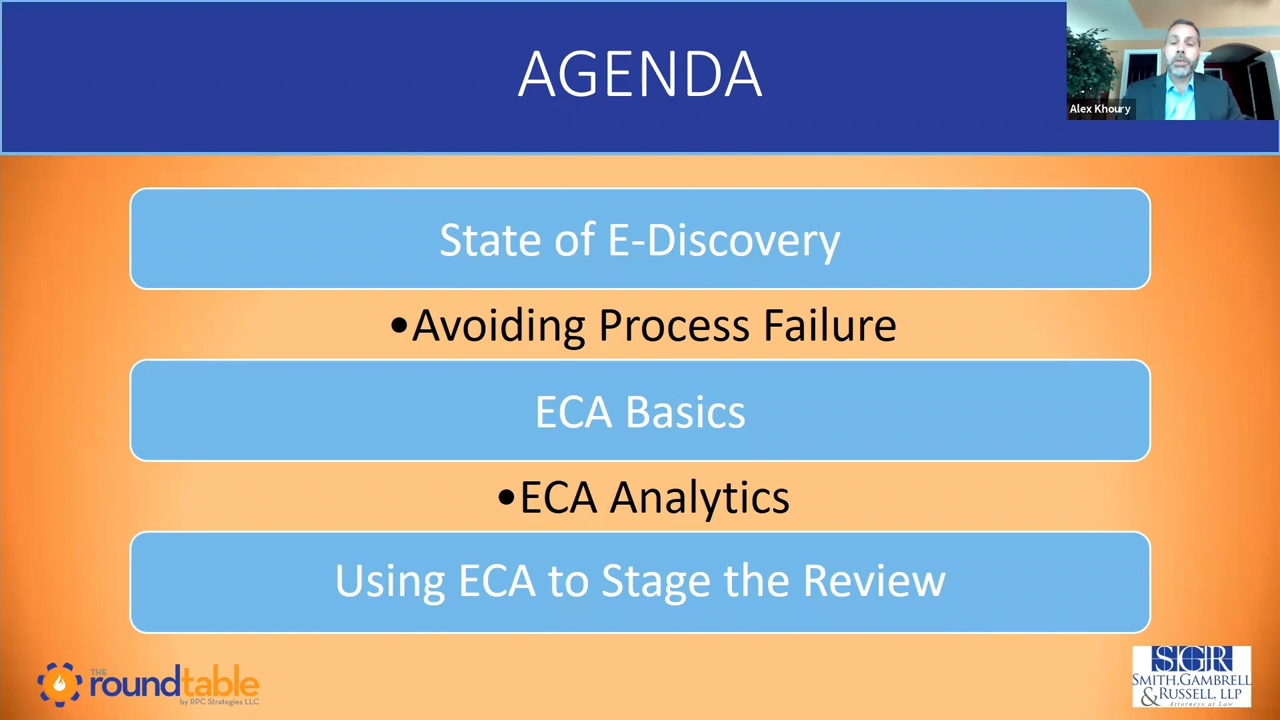 AGENDA
Alex Khoury
State of E-Discovery
•Avoiding Process Failure
ECA Basics
•ECA Analytics
Using ECA to Stage the Review
THE
roundtable
by RPC Strategies LLC
SGR
SMITH, GAMBRELL
& RUSSELL, LLP
Attorneys at Law